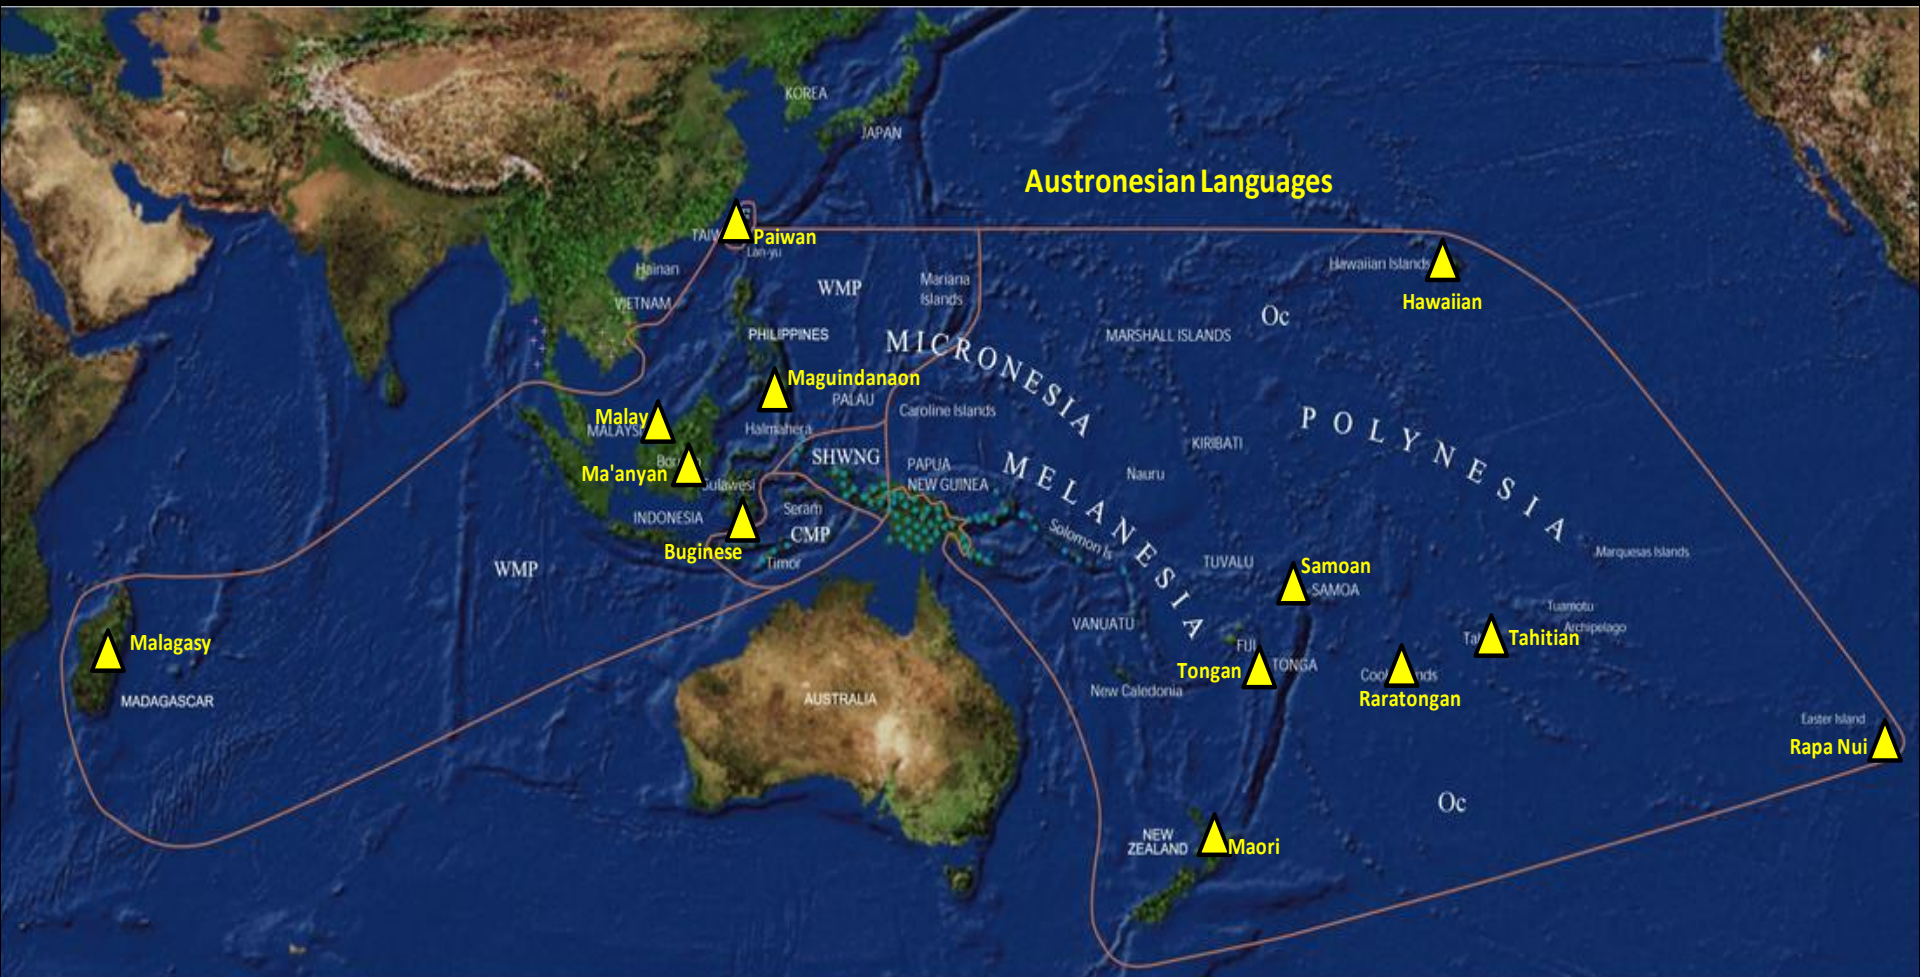 KOREA
JAPAN
Austronesian Languages
Paiwan
Lan-yu
Hainan
Hawaiian Islands
Hawaiian
Mariana
Islands
WMP
VIETNAM
Oc
PHILIPPINES
MARSHALL ISLANDS
MICRONESIA
Maguindanaon
PALAU
Caroline Islands
Malay
Halmahera
POLYNESIA
KIRIBATI
SHWNG
PAPUA
NEW GUINEA
MELANESIA
Nauru
Ma'anyan
Sulawesi
INDONESIA
Seram
CMP
Solomon Is
Buginese
Timor
WMP
Marquesas Islands
TUVALU
Samoan
SAMOA
Tuamotu
Archipelago
VANUATU
Tahitian
FIJI
Malagasy
Tongan
TONGA
New Caledonia
Raratongan
MADAGASCAR
AUSTRALIA
Easter Island
Rapa Nui
Oc
NEW
ZEALAND
Maori